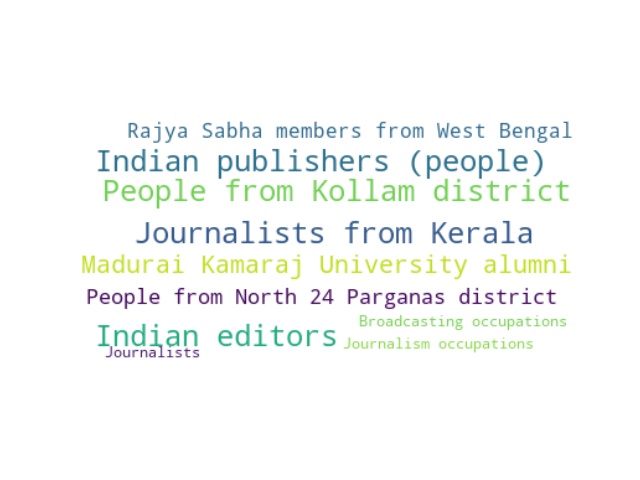 Rajya Sabha members from West Bengal
Indian publishers (people)
People from Kollam district
Journalists from Kerala
Madurai Kamaraj University alumni
People from North 24 Parganas district
Broadcasting occupations
Indian editors
Journalism occupations
Journalists